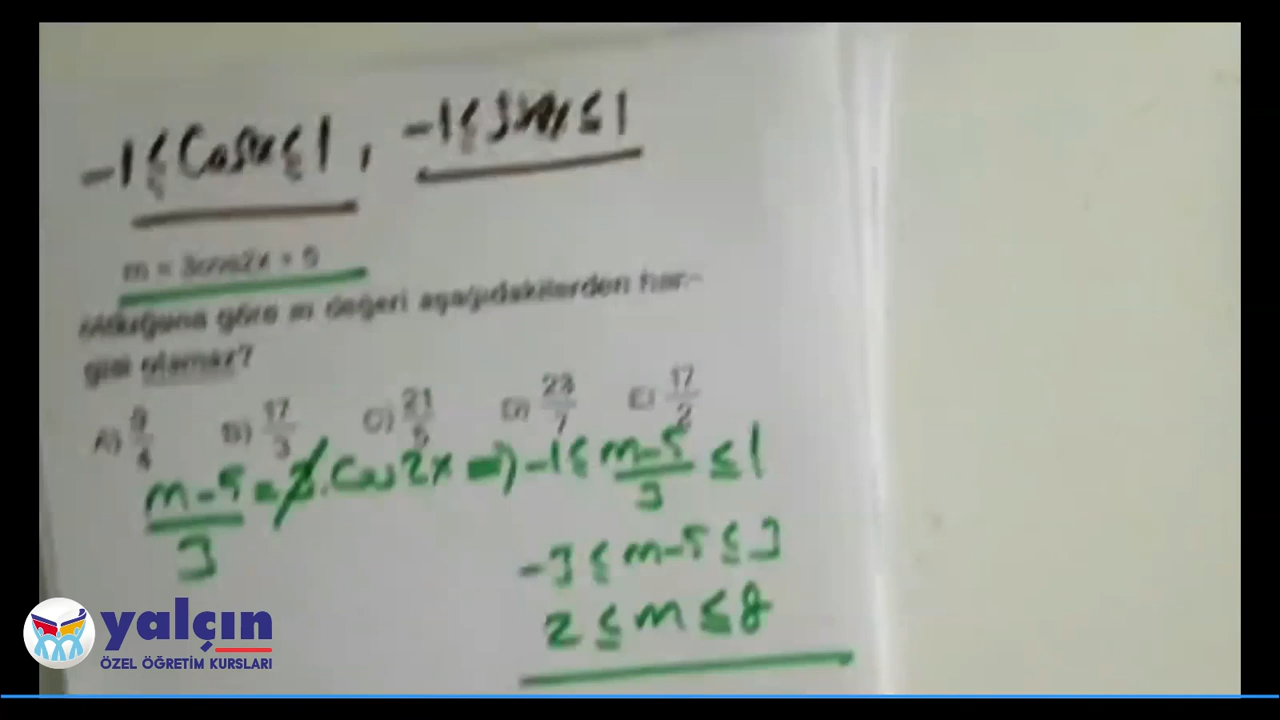 -1 ≤ Cosx ≤ 1 , -1 ≤ Sinx ≤ 1
m = 3cos2x + 5
olduğuna göre m değeri aşağıdakilerden han-
gisi olamaz?
A) 9/4 B) 17/3 C) 21/5 D) 23/7 E) 17/2
(m-5)/3 = 3.Cos2x ⇒ -1 ≤ (m-5)/3 ≤ 1
-3 ≤ m-5 ≤ 3
2 ≤ m ≤ 8
yalçın
ÖZEL ÖĞRETİM KURSLARI